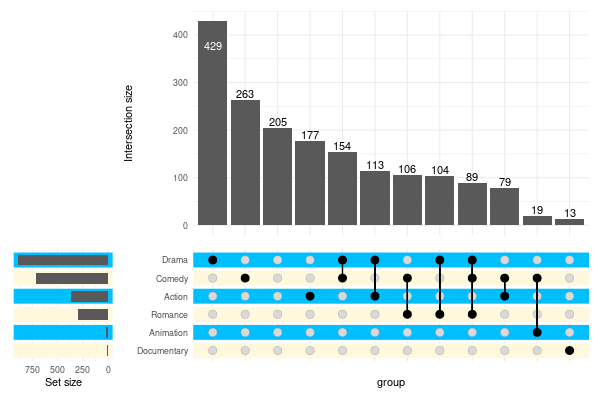 400
300
200
100
0
Intersection size
429
263
205
177
154
113
106
104
89
79
19
13
Drama
Comedy
Action
Romance
Animation
Documentary
750 500 250 0
Set size
group